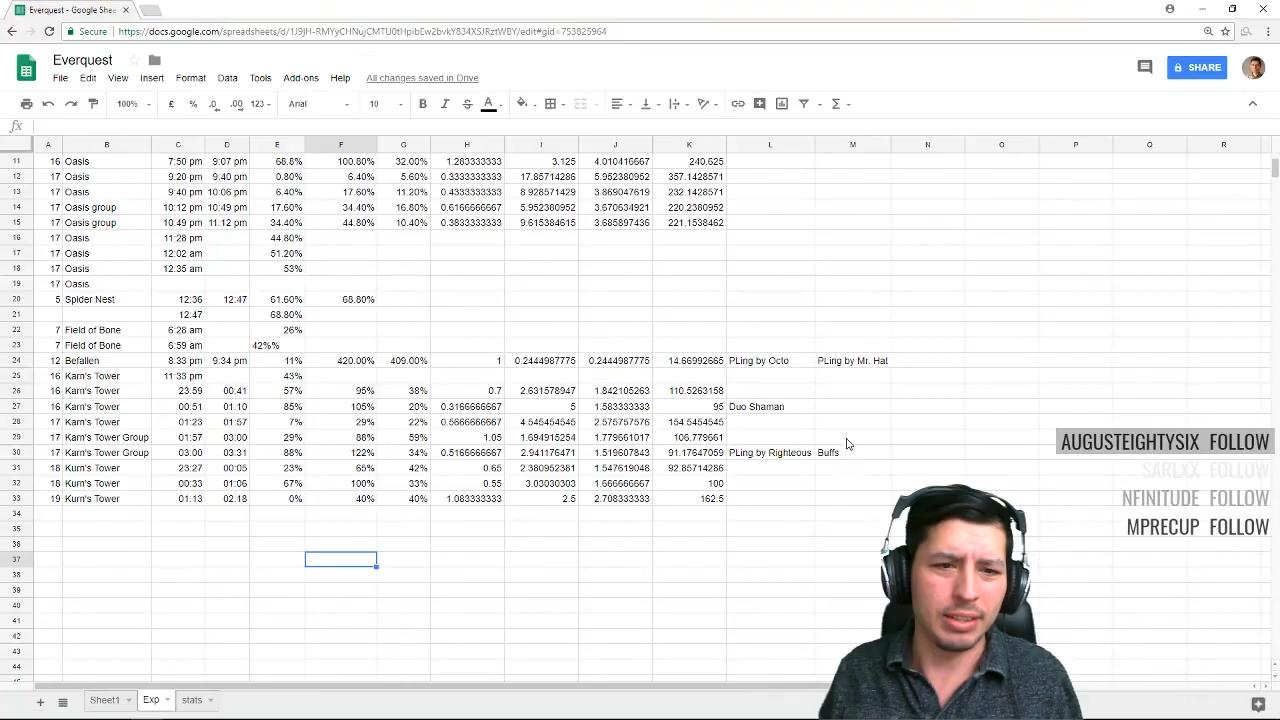 Everquest - Google Shee
Secure https://docs.google.com/spreadsheets/d/1J9jH-RMYyCHNujCMTU0tHpibEw2bvkY834XSJRztWBY/edit#gid=753825964
Everquest
File Edit View Insert Format Data Tools Add-ons Help All changes saved in Drive
SHARE
100% £ % .0 .00 123 Arial 10 B I S A
fx
A B C D E F G H I J K L M N O P Q R
11 16 Oasis 7:50 pm 9:07 pm 68.8% 100.80% 32.00% 1.283333333 3.125 4.010416667 240.625
12 17 Oasis 9:20 pm 9:40 pm 0.80% 6.40% 5.60% 0.3333333333 17.85714286 5.952380952 357.1428571
13 17 Oasis 9:40 pm 10:06 pm 6.40% 17.60% 11.20% 0.4333333333 8.928571429 3.869047619 232.1428571
14 17 Oasis group 10:12 pm 10:49 pm 17.60% 34.40% 16.80% 0.6166666667 5.952380952 3.670634921 220.2380952
15 17 Oasis group 10:49 pm 11.12 pm 34.40% 44.80% 10.40% 0.3833333333 9.615384615 3.685897436 221.1538462
16 17 Oasis 11:28 pm 44.80%
17 17 Oasis 12:02 am 51.20%
18 17 Oasis 12:35 am 53%
19 17 Oasis
20 5 Spider Nest 12:36 12:47 61.60% 68.80%
21 12:47 68.80%
22 7 Field of Bone 6:28 am 26%
23 7 Field of Bone 6:59 am 42%%
24 12 Befallen 8:33 pm 9:34 pm 11% 420.00% 409.00% 1 0.2444987775 0.2444987775 14.66992665 PLing by Octo PLing by Mr. Hat
25 16 Karn's Tower 11:33 pm 43%
26 16 Karn's Tower 23:59 00:41 57% 95% 38% 0.7 2.631578947 1.842105263 110.5263158
27 16 Karn's Tower 00:51 01:10 85% 105% 20% 0.3166666667 5 1.583333333 95 Duo Shaman
28 17 Karn's Tower 01:23 01:57 7% 29% 22% 0.5666666667 4.545454545 2.575757576 154.5454545
29 17 Karn's Tower Group 01:57 03:00 29% 88% 59% 1.05 1.694915254 1.779661017 106.779661
30 17 Karn's Tower Group 03:00 03:31 88% 122% 34% 0.5166666667 2.941176471 1.519607843 91.17647059 PLing by Righteous Buffs
31 18 Kurn's Tower 23:27 00:05 23% 65% 42% 0.65 2.380952381 1.547619048 92.85714286
32 18 Kurn's Tower 00:33 01:06 67% 100% 33% 0.55 3.03030303 1.666666667 100
33 19 Kurn's Tower 01:13 02:18 0% 40% 40% 1.083333333 2.5 2.708333333 162.5
34
35
36
37
38
39
40
41
42
43
44
AUGUSTEIGHTYSIX FOLLOW
SARLXX FOLLOW
NFINITUDE FOLLOW
MPRECUP FOLLOW
Sheet1 Exp stats